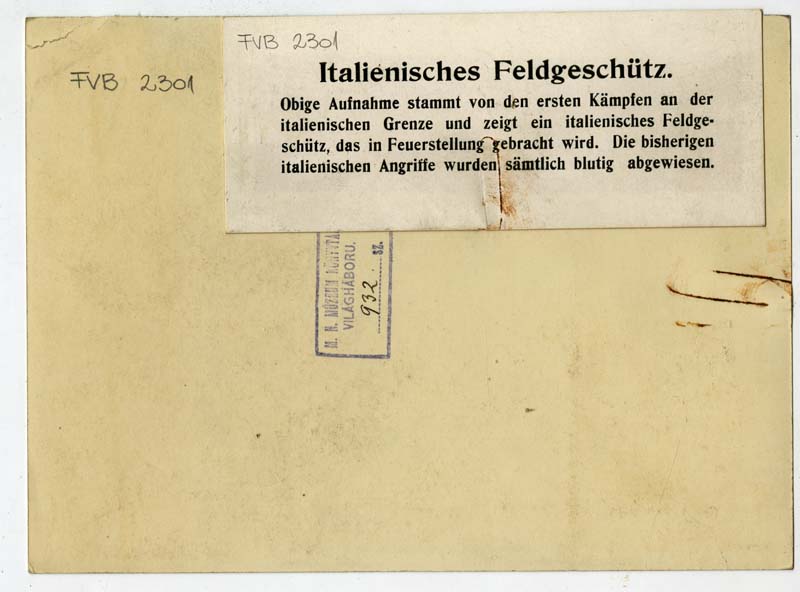 FVB 2301
FVB 2301
Italienisches Feldgeschütz.
Obige Aufnahme stammt von den ersten Kämpfen an der
italienischen Grenze und zeigt ein italienisches Feldge-
schütz, das in Feuerstellung gebracht wird. Die bisherigen
italienischen Angriffe wurden sämtlich blutig abgewiesen.
M. N. MÚZEUM
VILÁGHÁBORU.
932 SZ.